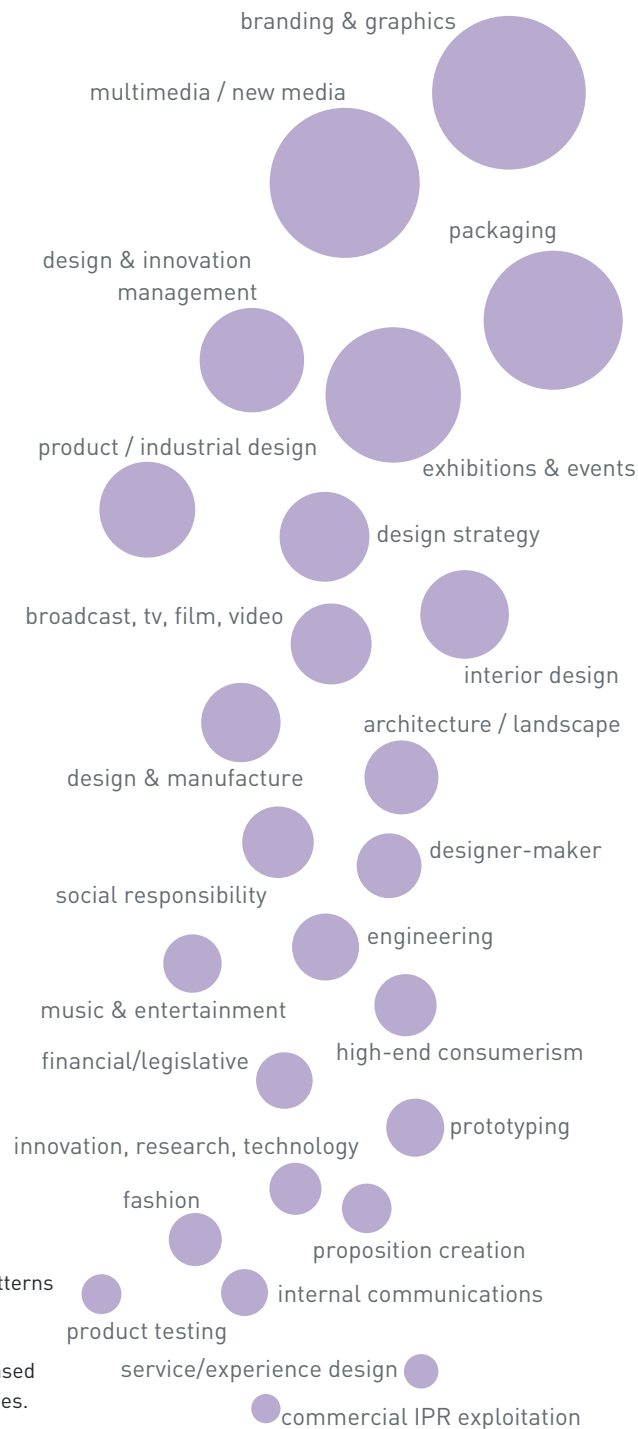 branding & graphics
multimedia / new media
packaging
design & innovation
management
product / industrial design
exhibitions & events
design strategy
broadcast, tv, film, video
interior design
architecture / landscape
design & manufacture
designer-maker
social responsibility
engineering
music & entertainment
high-end consumerism
financial/legislative
prototyping
innovation, research, technology
fashion
proposition creation
internal communications
product testing
service/experience design
commercial IPR exploitation